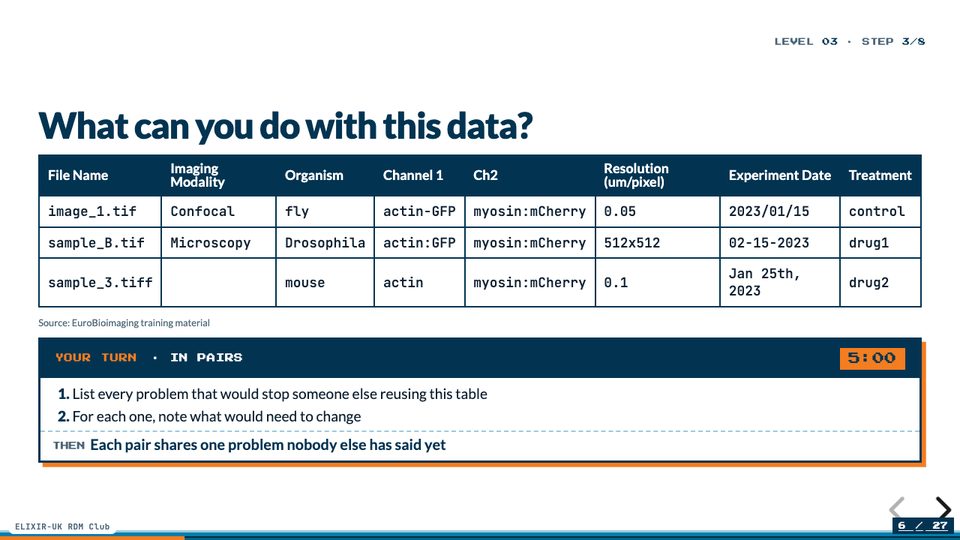 LEVEL 03 · STEP 3/8
What can you do with this data?
File Name Imaging Modality Organism Channel 1 Ch2 Resolution (um/pixel) Experiment Date Treatment
image_1.tif Confocal fly actin-GFP myosin:mCherry 0.05 2023/01/15 control
sample_B.tif Microscopy Drosophila actin:GFP myosin:mCherry 512x512 02-15-2023 drug1
sample_3.tiff mouse actin myosin:mCherry 0.1 Jan 25th, 2023 drug2
Source: EuroBioimaging training material
YOUR TURN · IN PAIRS 5:00
1. List every problem that would stop someone else reusing this table
2. For each one, note what would need to change
THEN Each pair shares one problem nobody else has said yet
ELIXIR-UK RDM Club
6 / 27